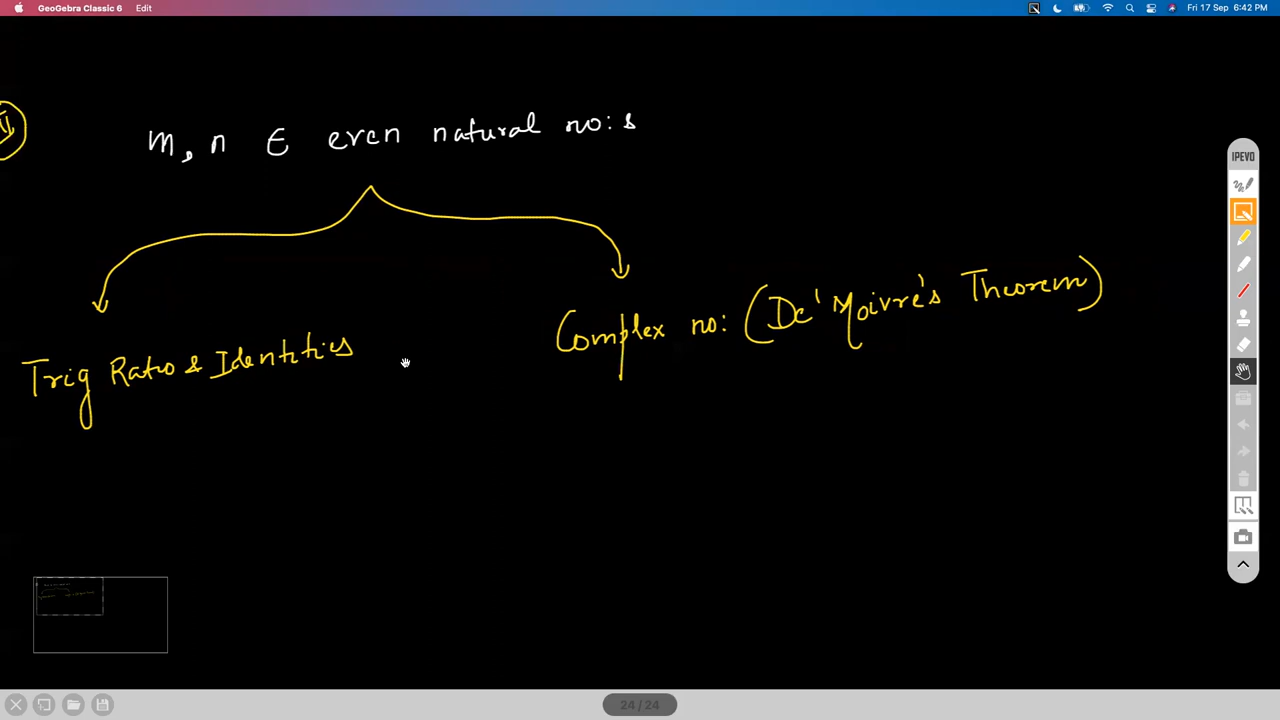 GeoGebra Classic 6 Edit Fri 17 Sep 6:42 PM
m, n ∈ even natural no:s
Trig Ratio & Identities
Complex no: (De'Moivre's Theorem)
IPEVO
24 / 24